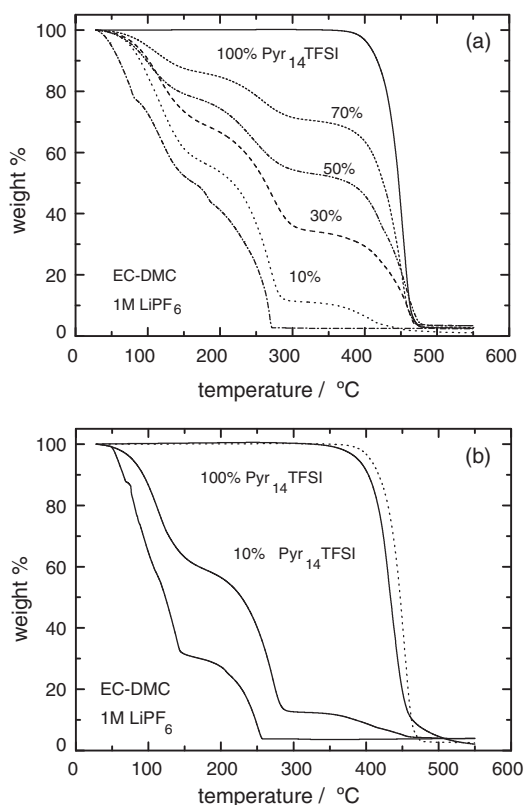 (a)
100
100% Pyr14TFSI
80
70%
60
50%
40
30%
20
EC-DMC
10%
1M LiPF6
0
weight %
0 100 200 300 400 500 600
temperature / ºC
(b)
100
100% Pyr14TFSI
80
60
10% Pyr14TFSI
40
20
EC-DMC
1M LiPF6
0
weight %
0 100 200 300 400 500 600
temperature / ºC